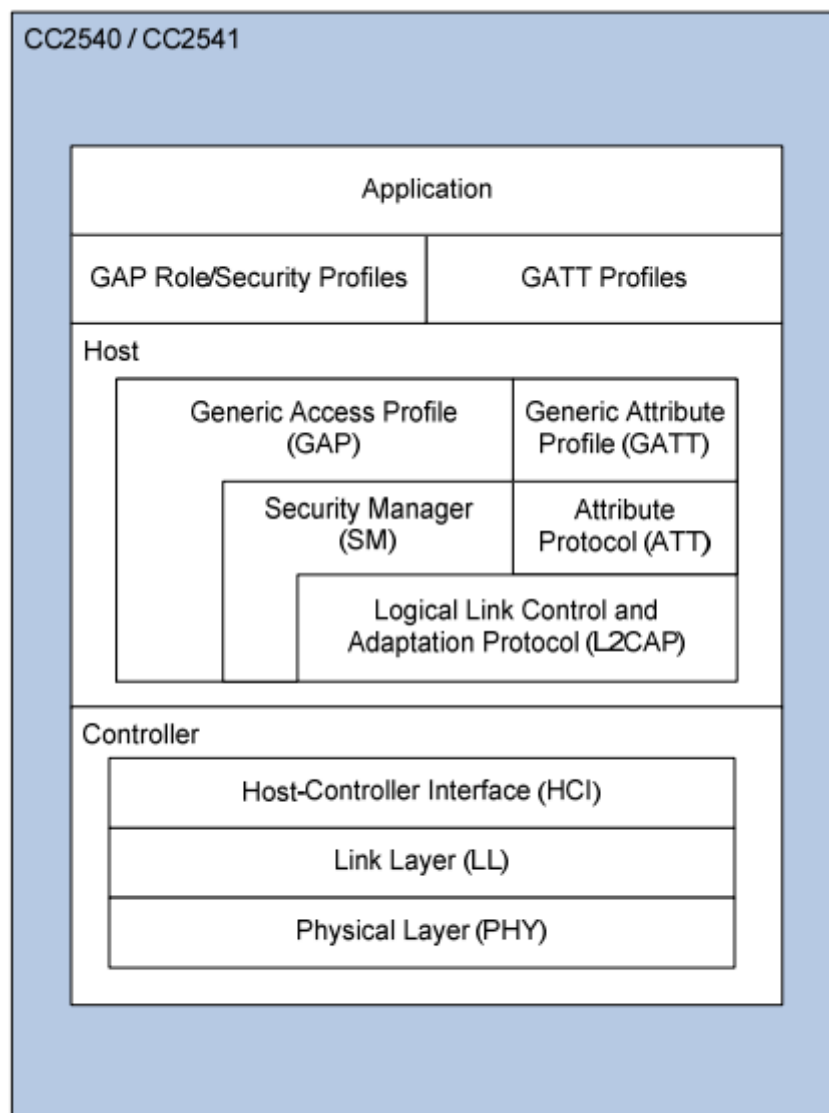 CC2540 / CC2541
Application
GAP Role/Security Profiles
GATT Profiles
Host
Generic Access Profile
(GAP)
Generic Attribute
Profile (GATT)
Security Manager
(SM)
Attribute
Protocol (ATT)
Logical Link Control and
Adaptation Protocol (L2CAP)
Controller
Host-Controller Interface (HCI)
Link Layer (LL)
Physical Layer (PHY)